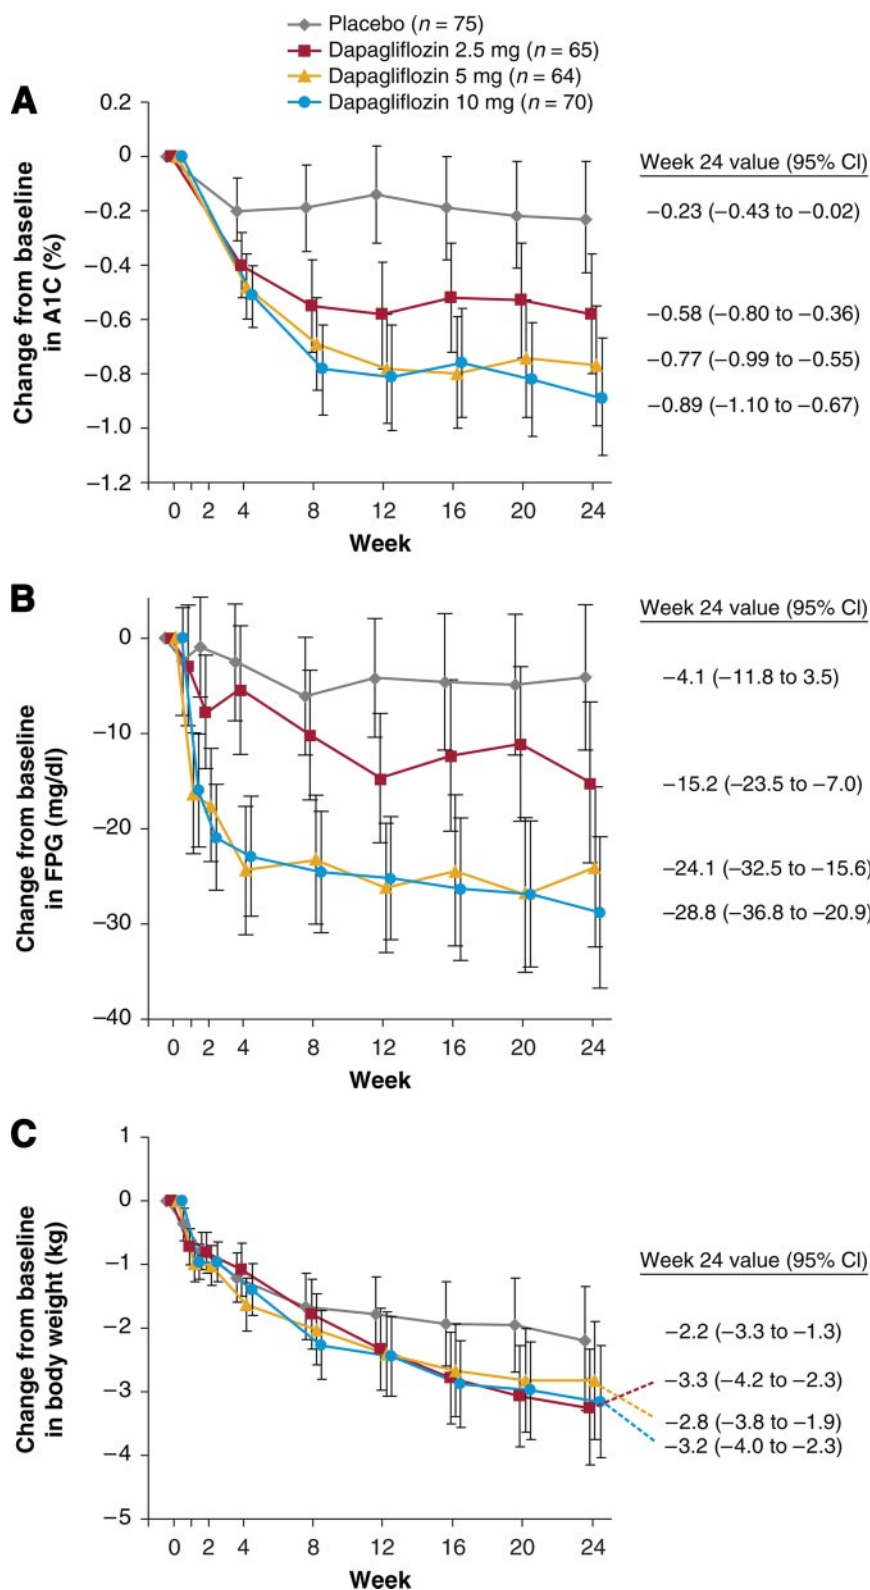 Placebo (n = 75)
Dapagliflozin 2.5 mg (n = 65)
Dapagliflozin 5 mg (n = 64)
Dapagliflozin 10 mg (n = 70)
A
Change from baseline
in A1C (%)
0.2
0
–0.2
–0.4
–0.6
–0.8
–1.0
–1.2
0 2 4 8 12 16 20 24
Week
Week 24 value (95% CI)
–0.23 (–0.43 to –0.02)
–0.58 (–0.80 to –0.36)
–0.77 (–0.99 to –0.55)
–0.89 (–1.10 to –0.67)
B
Change from baseline
in FPG (mg/dl)
0
–10
–20
–30
–40
0 2 4 8 12 16 20 24
Week
Week 24 value (95% CI)
–4.1 (–11.8 to 3.5)
–15.2 (–23.5 to –7.0)
–24.1 (–32.5 to –15.6)
–28.8 (–36.8 to –20.9)
C
Change from baseline
in body weight (kg)
1
0
–1
–2
–3
–4
–5
0 2 4 8 12 16 20 24
Week
Week 24 value (95% CI)
–2.2 (–3.3 to –1.3)
–3.3 (–4.2 to –2.3)
–2.8 (–3.8 to –1.9)
–3.2 (–4.0 to –2.3)